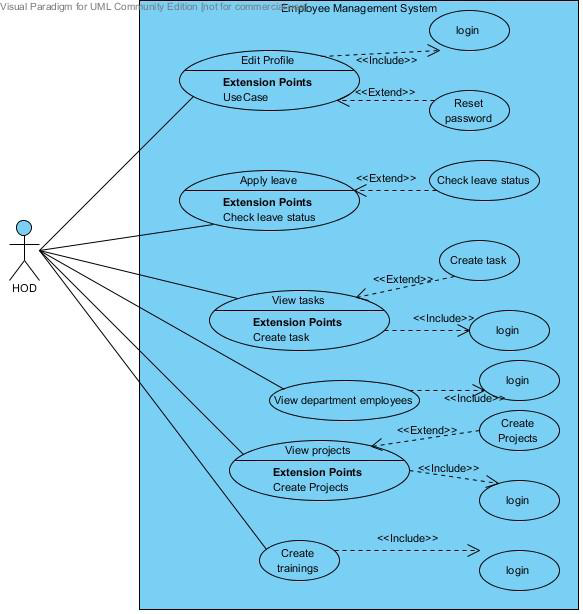 Visual Paradigm for UML Community Edition [not for commercial
Employee Management System
login
Edit Profile
<<Include>>
Extension Points
UseCase
<<Extend>>
Reset
password
Apply leave
<<Extend>>
Check leave status
Extension Points
Check leave status
HOD
Create task
<<Extend>>
View tasks
Extension Points
Create task
<<Include>>
login
login
View department employees
<<Include>>
Create
Projects
<<Extend>>
View projects
Extension Points
Create Projects
<<Include>>
login
<<Include>>
Create
trainings
login